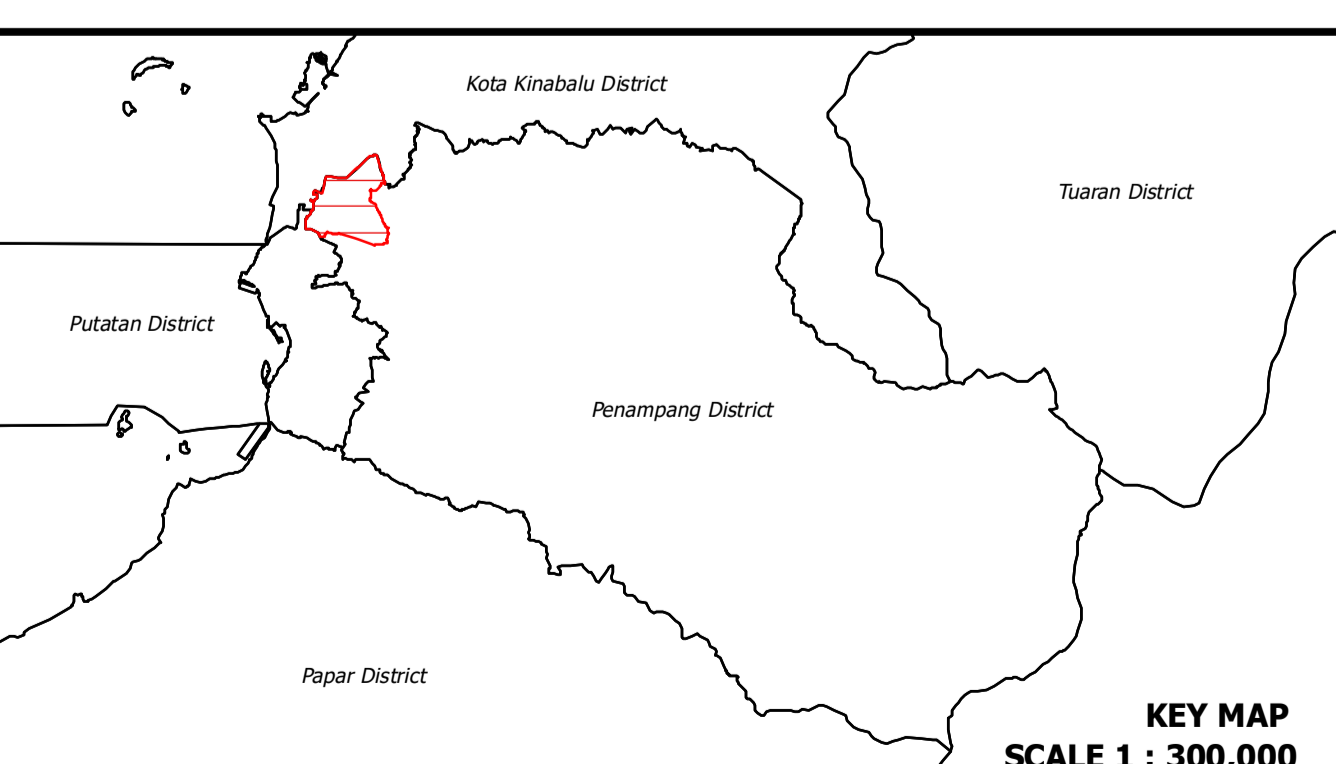 Kota Kinabalu District
Tuaran District
Putatan District
Penampang District
Papar District
KEY MAP
SCALE 1 : 300,000